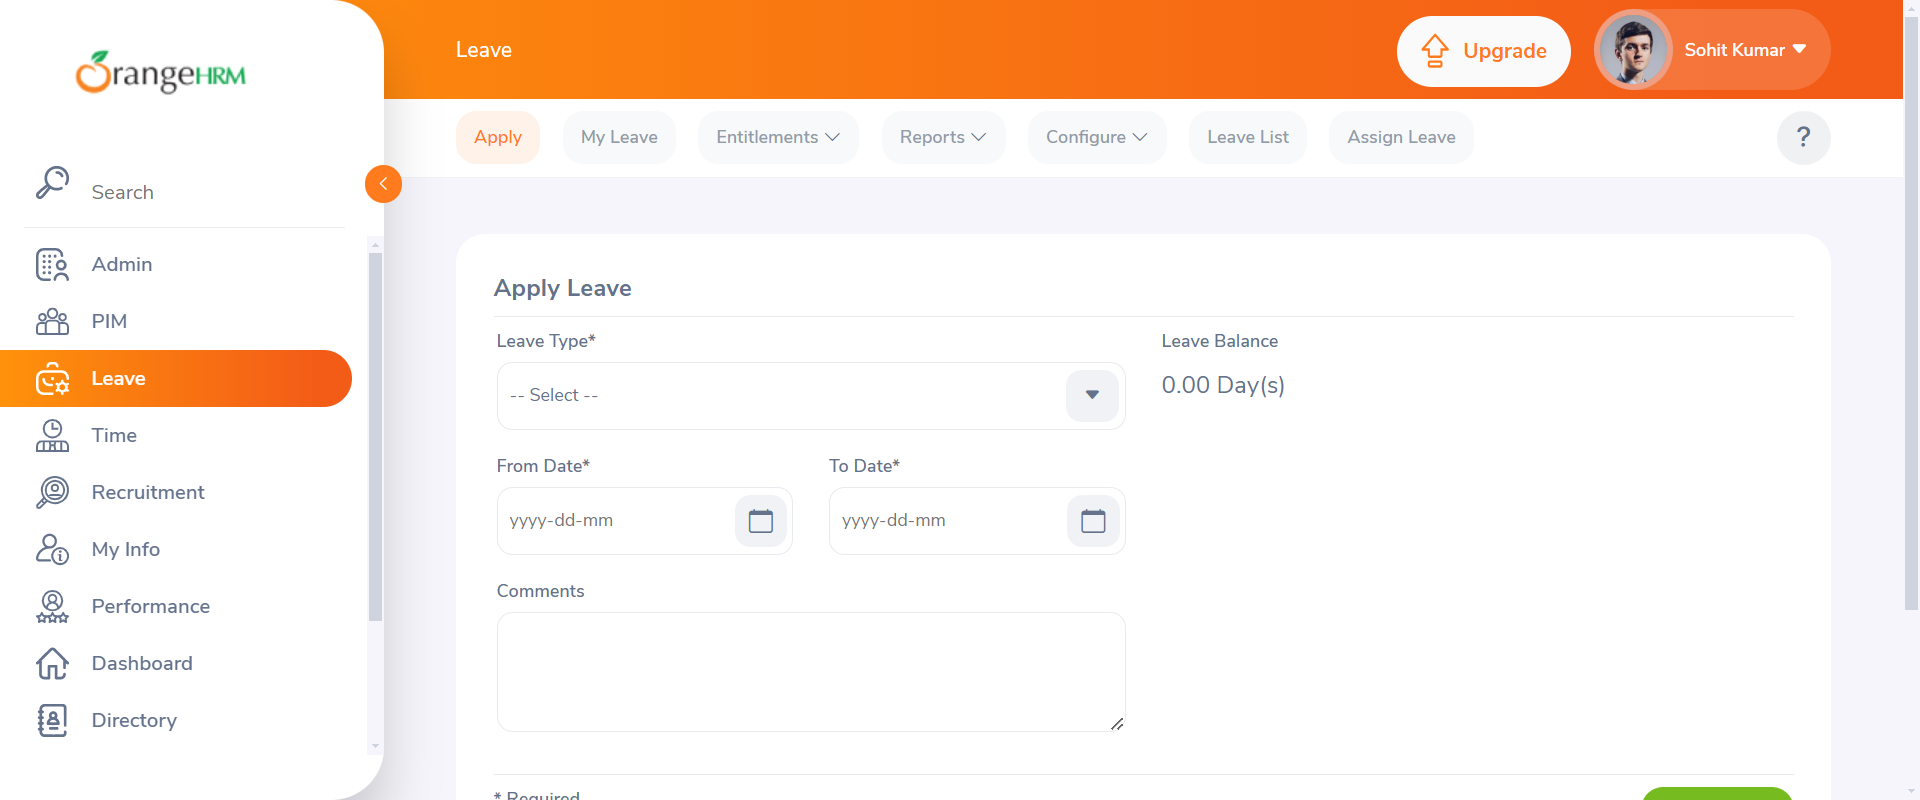 OrangeHRM
Leave
Upgrade
Sohit Kumar
Apply
My Leave
Entitlements
Reports
Configure
Leave List
Assign Leave
?
Search
Admin
PIM
Leave
Time
Recruitment
My Info
Performance
Dashboard
Directory
Apply Leave
Leave Type*
Leave Balance
-- Select --
0.00 Day(s)
From Date*
To Date*
yyyy-dd-mm
yyyy-dd-mm
Comments
* Required